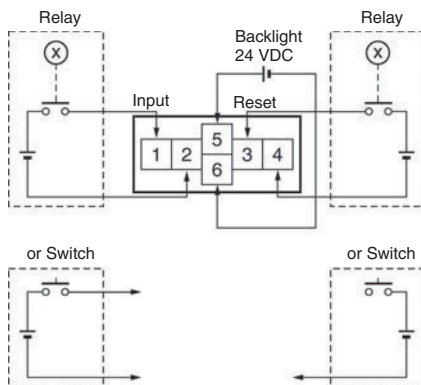 Relay
Backlight
24 VDC
Relay
X
X
Input
Reset
1 2 5 6 3 4
or Switch
or Switch